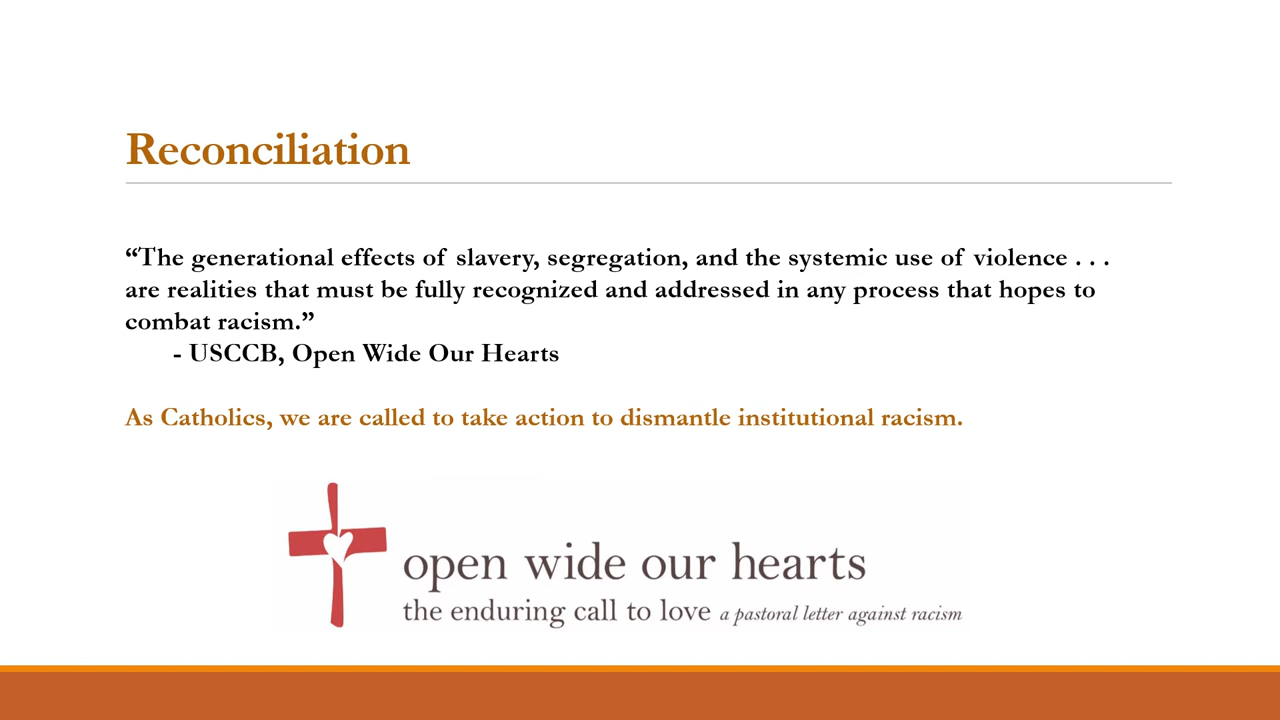 Reconciliation
“The generational effects of slavery, segregation, and the systemic use of violence . . .
are realities that must be fully recognized and addressed in any process that hopes to
combat racism.”
- USCCB, Open Wide Our Hearts
As Catholics, we are called to take action to dismantle institutional racism.
open wide our hearts
the enduring call to love a pastoral letter against racism